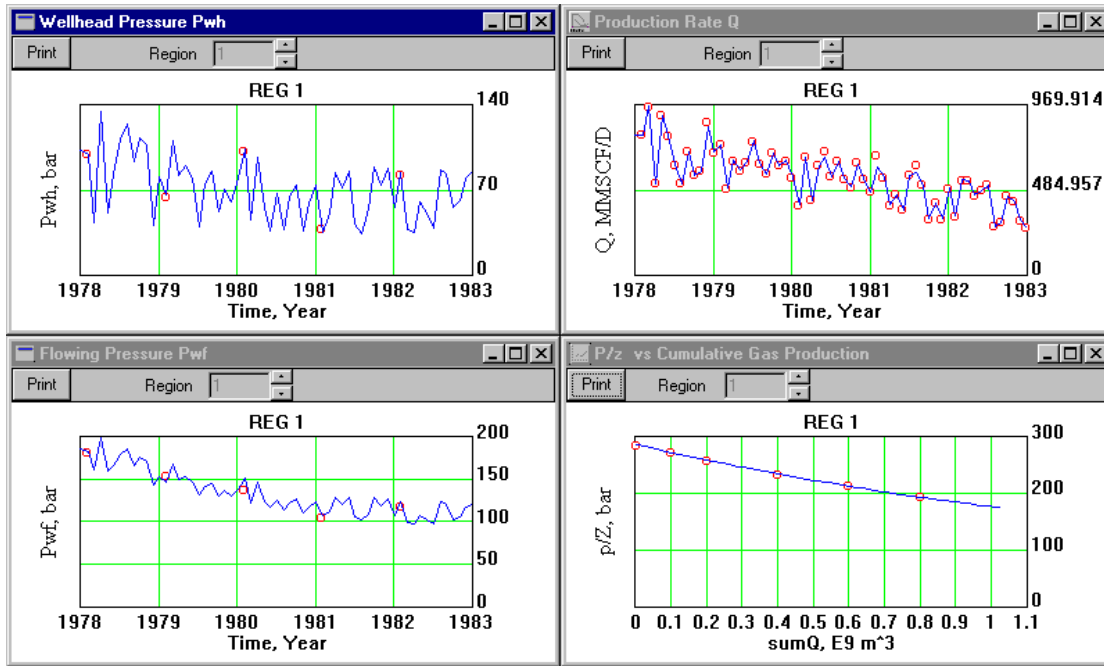 Wellhead Pressure Pwh
Print Region 1
REG 1
140
70
0
Pwh, bar
1978 1979 1980 1981 1982 1983
Time, Year
Production Rate Q
Print Region 1
REG 1
969.914
484.957
0
Q, MMSCF/D
1978 1979 1980 1981 1982 1983
Time, Year
Flowing Pressure Pwf
Print Region 1
REG 1
200
150
100
50
0
Pwf, bar
1978 1979 1980 1981 1982 1983
Time, Year
P/z vs Cumulative Gas Production
Print Region 1
REG 1
300
200
100
0
p/Z, bar
0 0.1 0.2 0.3 0.4 0.5 0.6 0.7 0.8 0.9 1 1.1
sumQ, E9 m^3